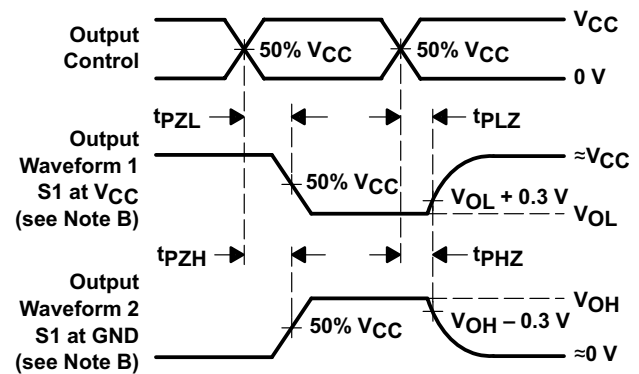 Output
Control
50% VCC
50% VCC
VCC
0 V
tPZL
tPLZ
Output
Waveform 1
S1 at VCC
(see Note B)
50% VCC
≈VCC
VOL + 0.3 V
VOL
tPZH
tPHZ
Output
Waveform 2
S1 at GND
(see Note B)
50% VCC
VOH
VOH – 0.3 V
≈0 V